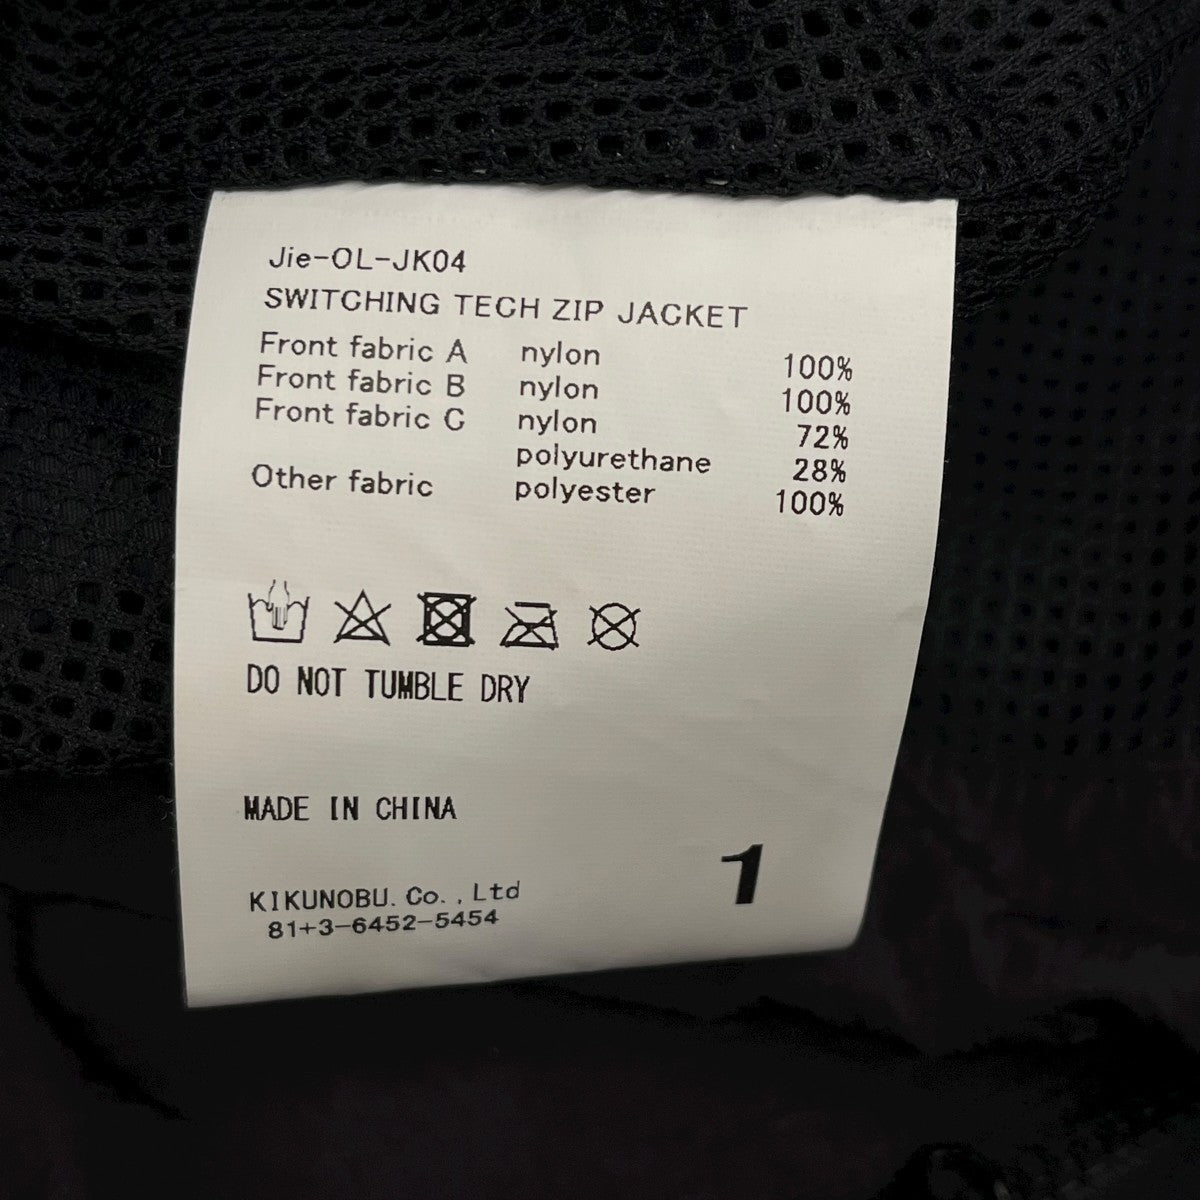 Jie-OL-JK04
SWITCHING TECH ZIP JACKET
Front fabric A nylon 100%
Front fabric B nylon 100%
Front fabric C nylon 72%
polyurethane 28%
Other fabric polyester 100%
DO NOT TUMBLE DRY
MADE IN CHINA
1
KIKUNOBU. Co., Ltd
81+3-6452-5454